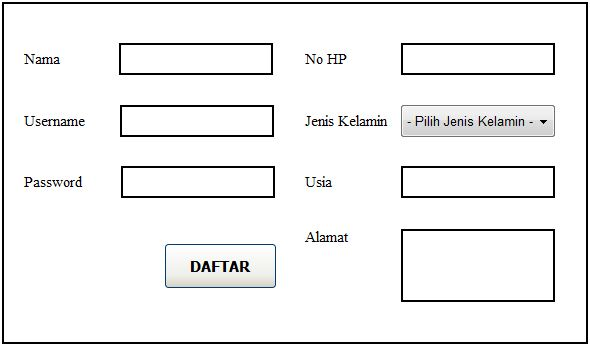 Nama
No HP
Username
Jenis Kelamin
- Pilih Jenis Kelamin -
Password
Usia
Alamat
DAFTAR